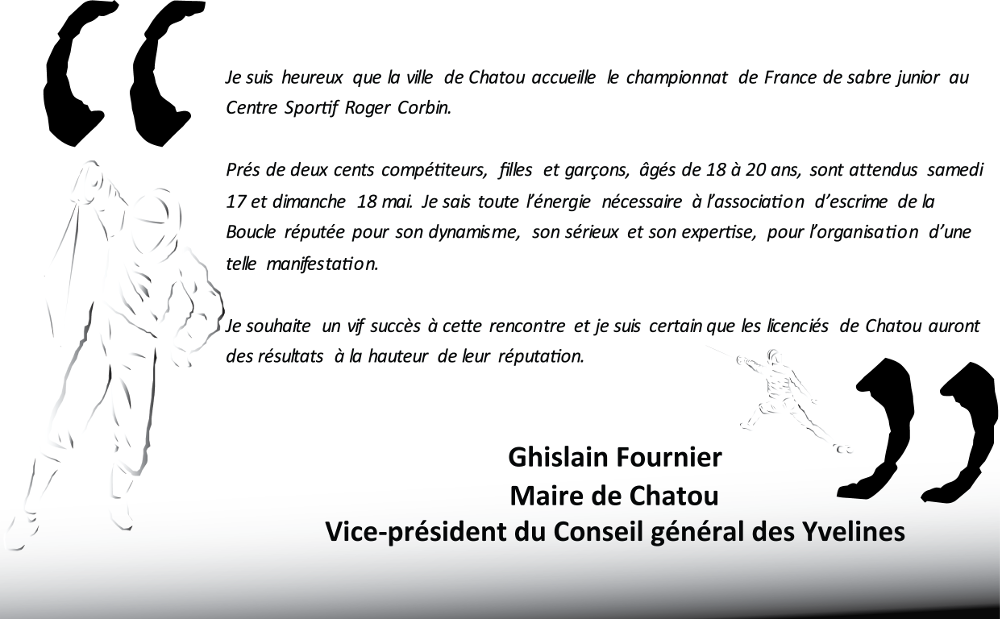 Je suis heureux que la ville de Chatou accueille le championnat de France de sabre junior au
Centre Sportif Roger Corbin.
Prés de deux cents compétiteurs, filles et garçons, âgés de 18 à 20 ans, sont attendus samedi
17 et dimanche 18 mai. Je sais toute l’énergie nécessaire à l’association d’escrime de la
Boucle réputée pour son dynamisme, son sérieux et son expertise, pour l’organisation d’une
telle manifestation.
Je souhaite un vif succès à cette rencontre et je suis certain que les licenciés de Chatou auront
des résultats à la hauteur de leur réputation.
Ghislain Fournier
Maire de Chatou
Vice-président du Conseil général des Yvelines